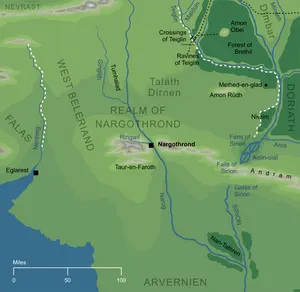 NEVRAST
Crossings
of Teiglin
Amon
Obel
Forest of
Brethil
Dimbar
Ravines
of Teiglin
Ginglith
Tumhalad
Talath
Dirnen
Methed-en-glad
Amon Rûdh
DORIATH
Nivrim
WEST BELERIAND
REALM OF
NARGOTHROND
FALAS
Nenning
Ringwil
Nargothrond
Taur-en-Faroth
Fens of
Sirion
Aelin-uial
Aros
Falls
of Sirion
Andram
Eglarest
Gates of
Sirion
Narog
SIRION
Nan-Tathren
Miles
0
50
100
ARVERNIEN